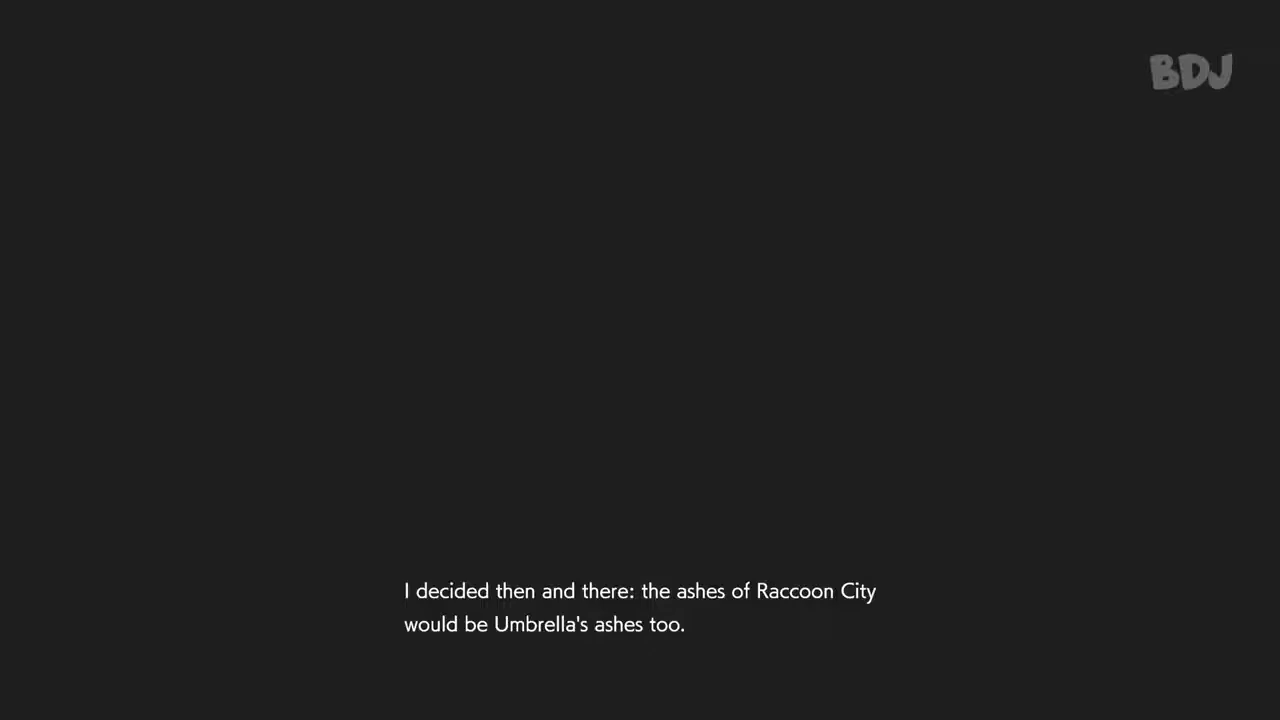 BDJ
I decided then and there: the ashes of Raccoon City
would be Umbrella's ashes too.